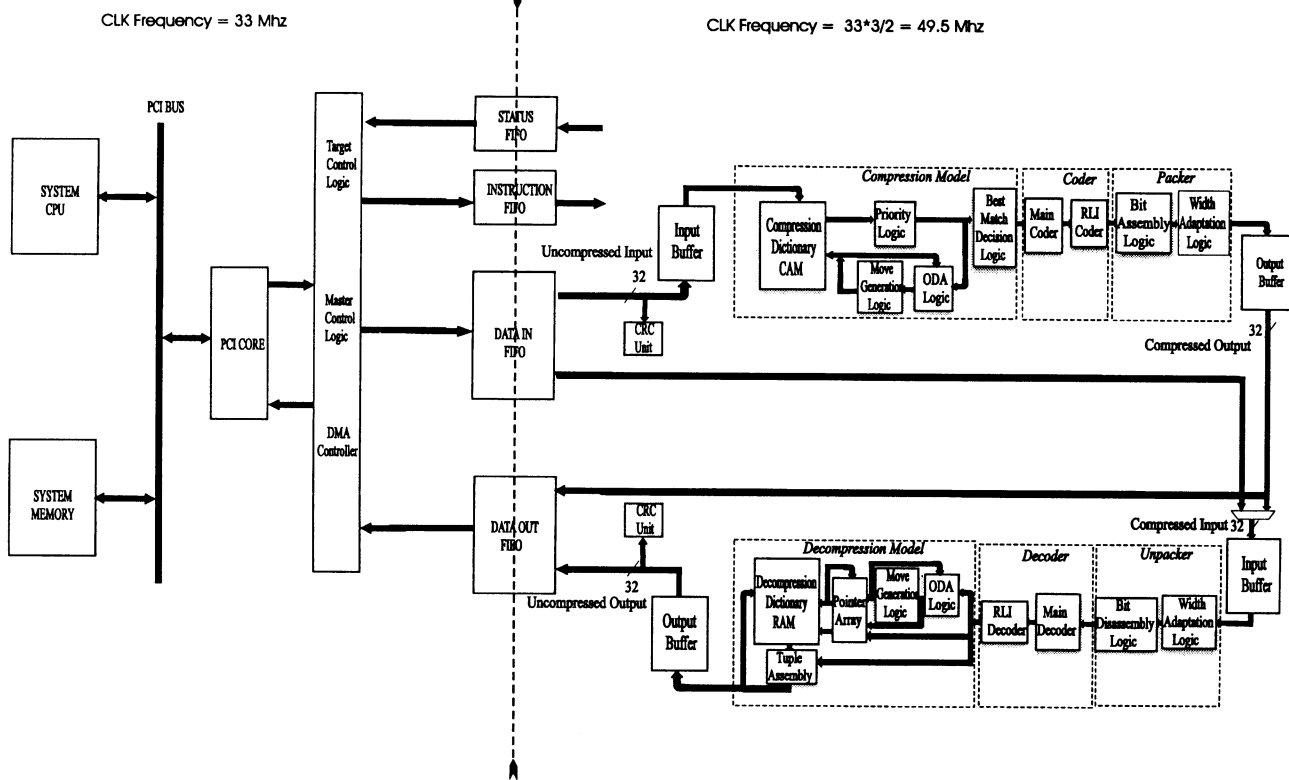 CLK Frequency = 33 Mhz
CLK Frequency = 33*3/2 = 49.5 Mhz
PCI BUS
SYSTEM
CPU
SYSTEM
MEMORY
PCI CORE
Target
Control
Logic
Master
Control
Logic
DMA
Controller
STATUS
FIFO
INSTRUCTION
FIFO
DATA IN
FIFO
DATA OUT
FIFO
Uncompressed Input
32
CRC
Unit
Input
Buffer
Compression Model
Compression
Dictionary
CAM
Priority
Logic
Move
Generation
Logic
ODA
Logic
Best
Match
Decision
Logic
Coder
Main
Coder
RLI
Coder
Packer
Bit
Assembly
Logic
Width
Adaptation
Logic
Output
Buffer
32
Compressed Output
Compressed Input 32
Input
Buffer
Unpacker
Width
Adaptation
Logic
Bit
Disassembly
Logic
Decoder
Main
Decoder
RLI
Decoder
Decompression Model
Decompression
Dictionary
RAM
Pointer
Array
Move
Generation
Logic
ODA
Logic
Tuple
Assembly
Output
Buffer
CRC
Unit
32
Uncompressed Output